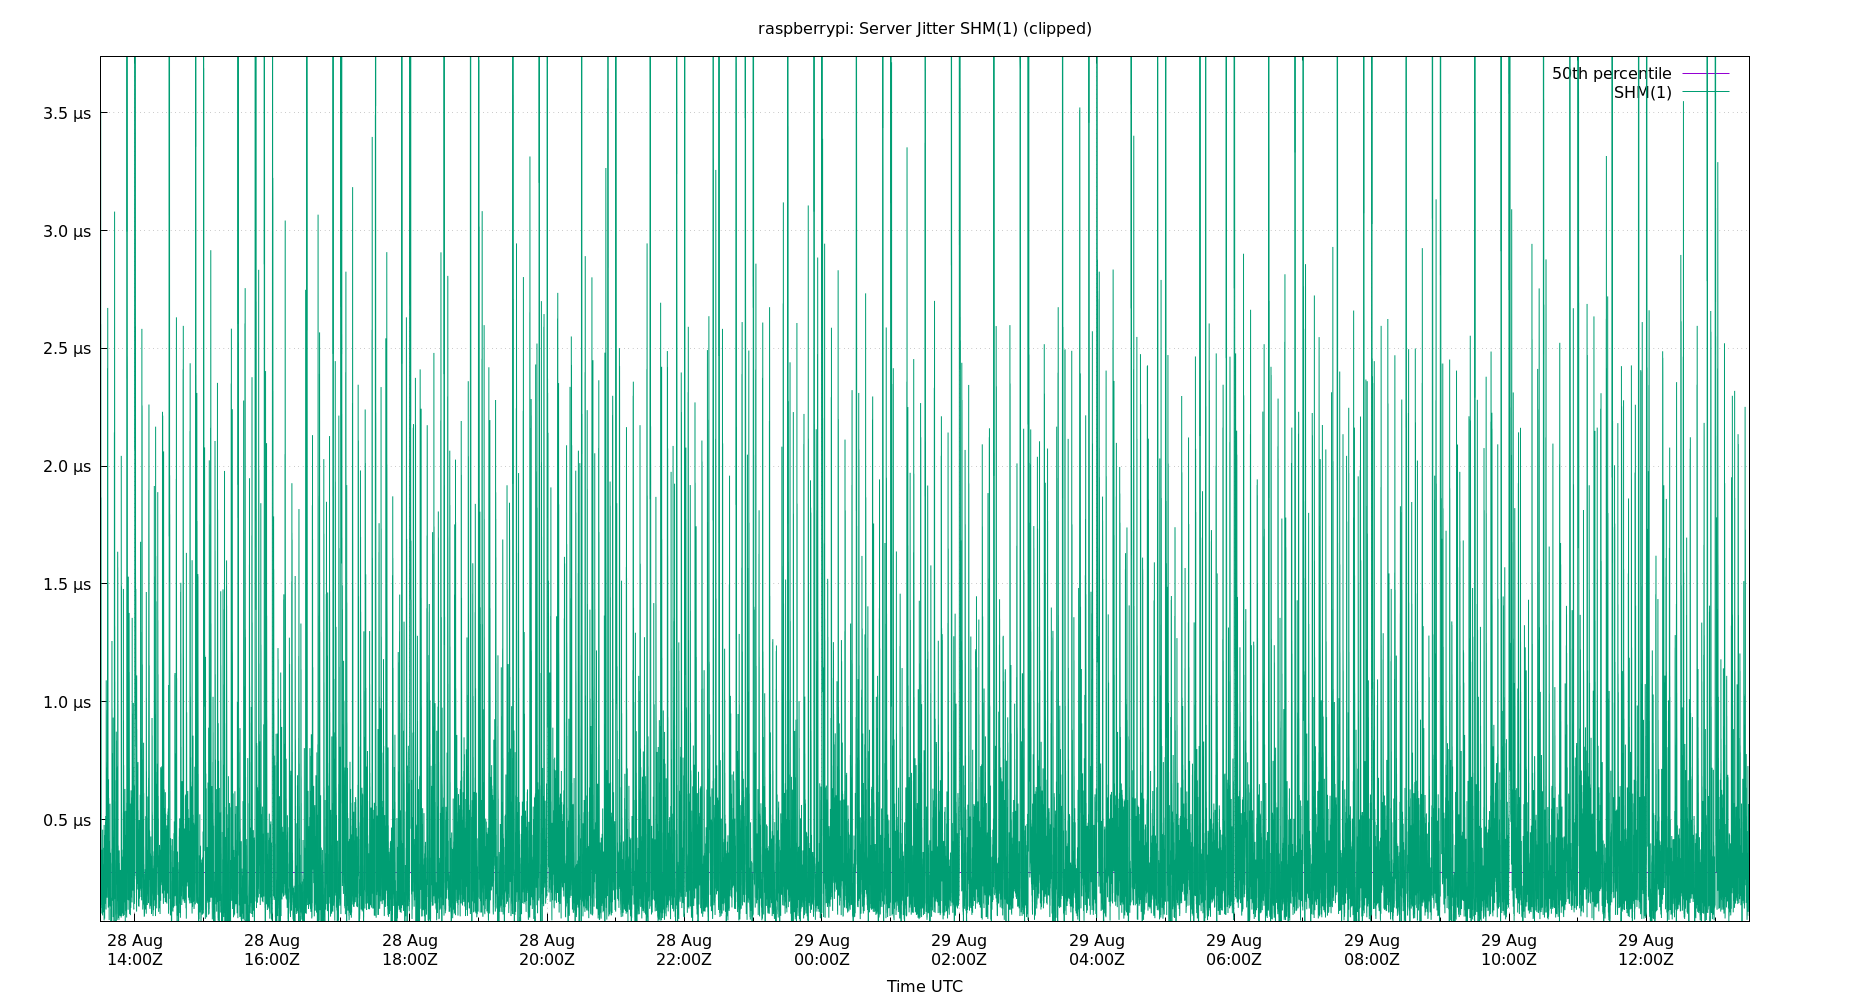 raspberrypi: Server Jitter SHM(1) (clipped)
50th percentile
SHM(1)
3.5 μs
3.0 μs
2.5 μs
2.0 μs
1.5 μs
1.0 μs
0.5 μs
28 Aug 28 Aug 28 Aug 28 Aug 28 Aug 29 Aug 29 Aug 29 Aug 29 Aug 29 Aug 29 Aug 29 Aug
14:00Z 16:00Z 18:00Z 20:00Z 22:00Z 00:00Z 02:00Z 04:00Z 06:00Z 08:00Z 10:00Z 12:00Z
Time UTC